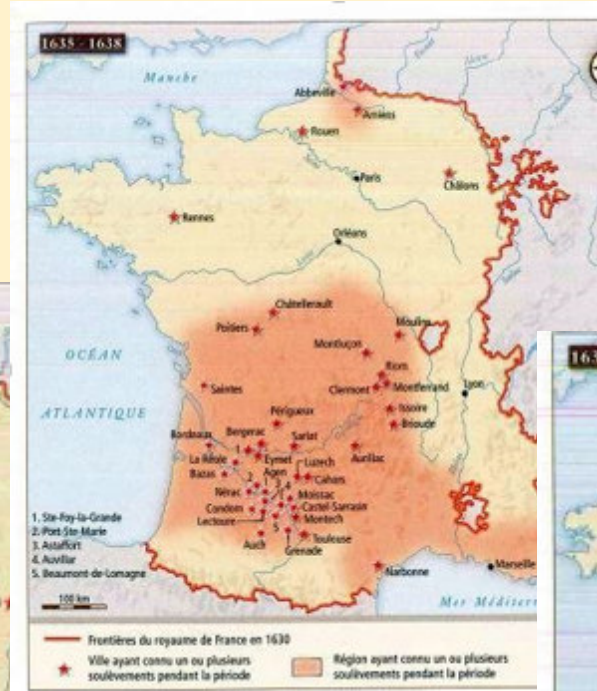 1635 - 1638
Manche
Abbeville
Amiens
Rouen
Paris
Châlons
Rennes
Orléans
Loire
Châtellerault
Poitiers
Moulins
Montluçon
OCÉAN
ATLANTIQUE
Riom
Clermont
Montferrand
Lyon
Saintes
Issoire
Brioude
Périgueux
Bordeaux
Bergerac
Sarlat
Aurillac
La Réole
Eymet
Luzech
Bazas
Agen
Cahors
Nérac
Moissac
Castel-Sarrasin
Condom
Montech
Lectoure
Auch
Grenade
Toulouse
Narbonne
Marseille
1. Ste-Foy-la-Grande
2. Port-Ste-Marie
3. Astaffort
4. Auvillar
5. Beaumont-de-Lomagne
100 km
Mer Méditerr
Frontières du royaume de France en 1630
Ville ayant connu un ou plusieurs
soulèvements pendant la période
Région ayant connu un ou plusieurs
soulèvements pendant la période
163